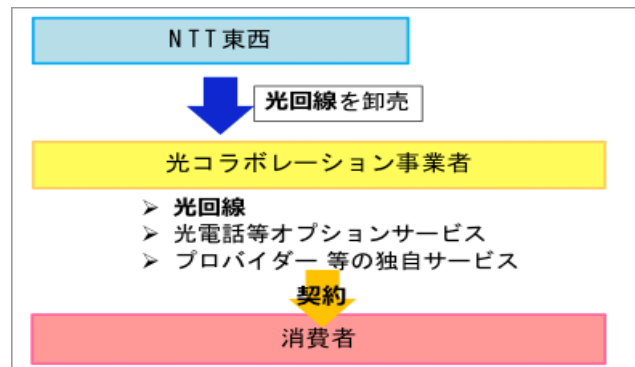 NTT東西
光回線を卸売
光コラボレーション事業者
➢ 光回線
➢ 光電話等オプションサービス
➢ プロバイダー 等の独自サービス
契約
消費者